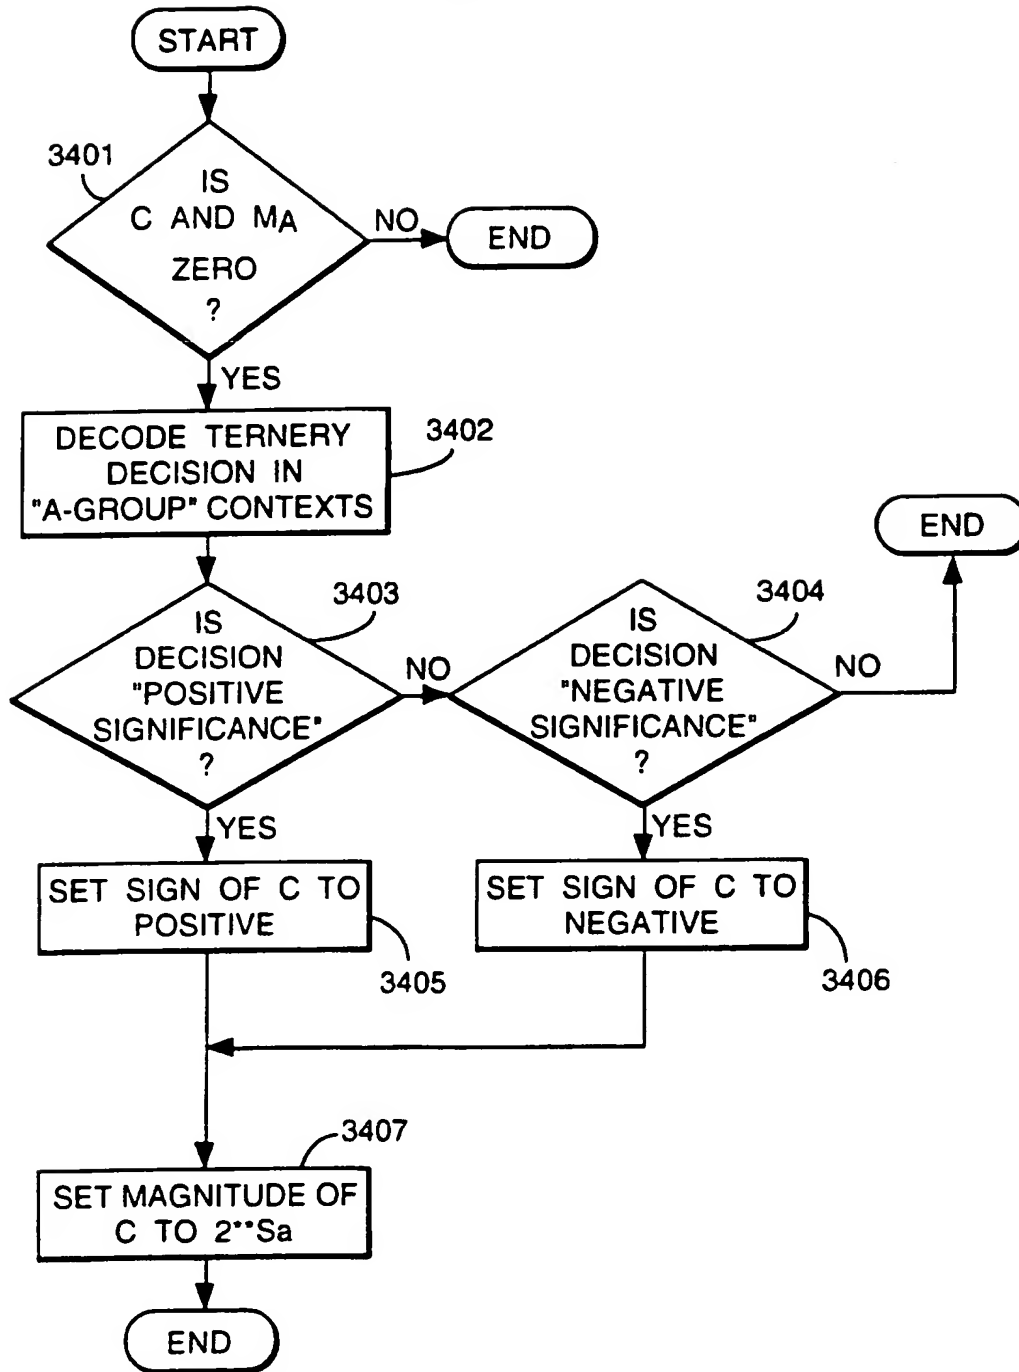 START
3401
IS
C AND MA
ZERO
?
NO
END
YES
DECODE TERNERY
DECISION IN
"A-GROUP" CONTEXTS
3402
END
3403
IS
DECISION
"POSITIVE
SIGNIFICANCE"
?
NO
3404
IS
DECISION
"NEGATIVE
SIGNIFICANCE"
?
NO
YES
YES
SET SIGN OF C TO
POSITIVE
3405
SET SIGN OF C TO
NEGATIVE
3406
3407
SET MAGNITUDE OF
C TO 2**Sa
END